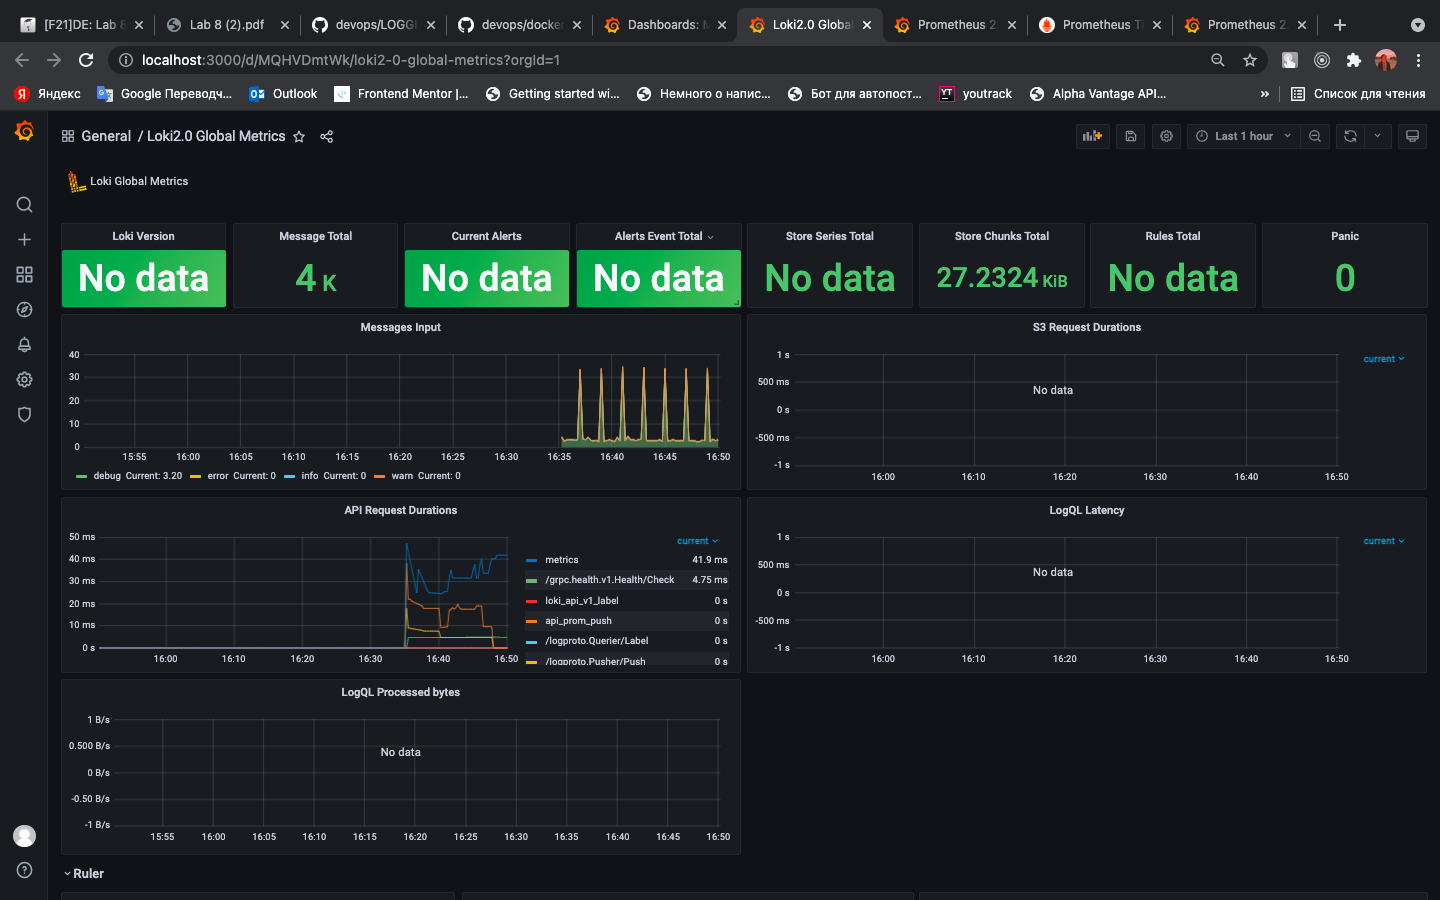 [F21]DE: Lab 8
Lab 8 (2).pdf
devops/LOGG
devops/docke
Dashboards: M
Loki2.0 Global
Prometheus 2
Prometheus Ti
Prometheus 2
localhost:3000/d/MQHVDmtWk/loki2-0-global-metrics?orgId=1
Яндекс
Google Переводч...
Outlook
Frontend Mentor |...
Getting started wi...
Немного о напис...
Бот для автопост...
YT
youtrack
Alpha Vantage API...
»
Список для чтения
General / Loki2.0 Global Metrics
Last 1 hour
Loki Global Metrics
Loki Version
No data
Message Total
4 K
Current Alerts
No data
Alerts Event Total
No data
Store Series Total
No data
Store Chunks Total
27.2324 KiB
Rules Total
No data
Panic
0
Messages Input
40
30
20
10
0
15:55 16:00 16:05 16:10 16:15 16:20 16:25 16:30 16:35 16:40 16:45 16:50
debug Current: 3.20 error Current: 0 info Current: 0 warn Current: 0
S3 Request Durations
current
1 s
500 ms
0 s
-500 ms
-1 s
No data
16:00 16:10 16:20 16:30 16:40 16:50
API Request Durations
50 ms
40 ms
30 ms
20 ms
10 ms
0 s
16:00 16:10 16:20 16:30 16:40 16:50
current
metrics 41.9 ms
/grpc.health.v1.Health/Check 4.75 ms
loki_api_v1_label 0 s
api_prom_push 0 s
/logproto.Querier/Label 0 s
/logproto.Pusher/Push 0 s
LogQL Latency
current
1 s
500 ms
0 s
-500 ms
-1 s
No data
16:00 16:10 16:20 16:30 16:40 16:50
LogQL Processed bytes
1 B/s
0.500 B/s
0 B/s
-0.50 B/s
-1 B/s
No data
15:55 16:00 16:05 16:10 16:15 16:20 16:25 16:30 16:35 16:40 16:45 16:50
Ruler